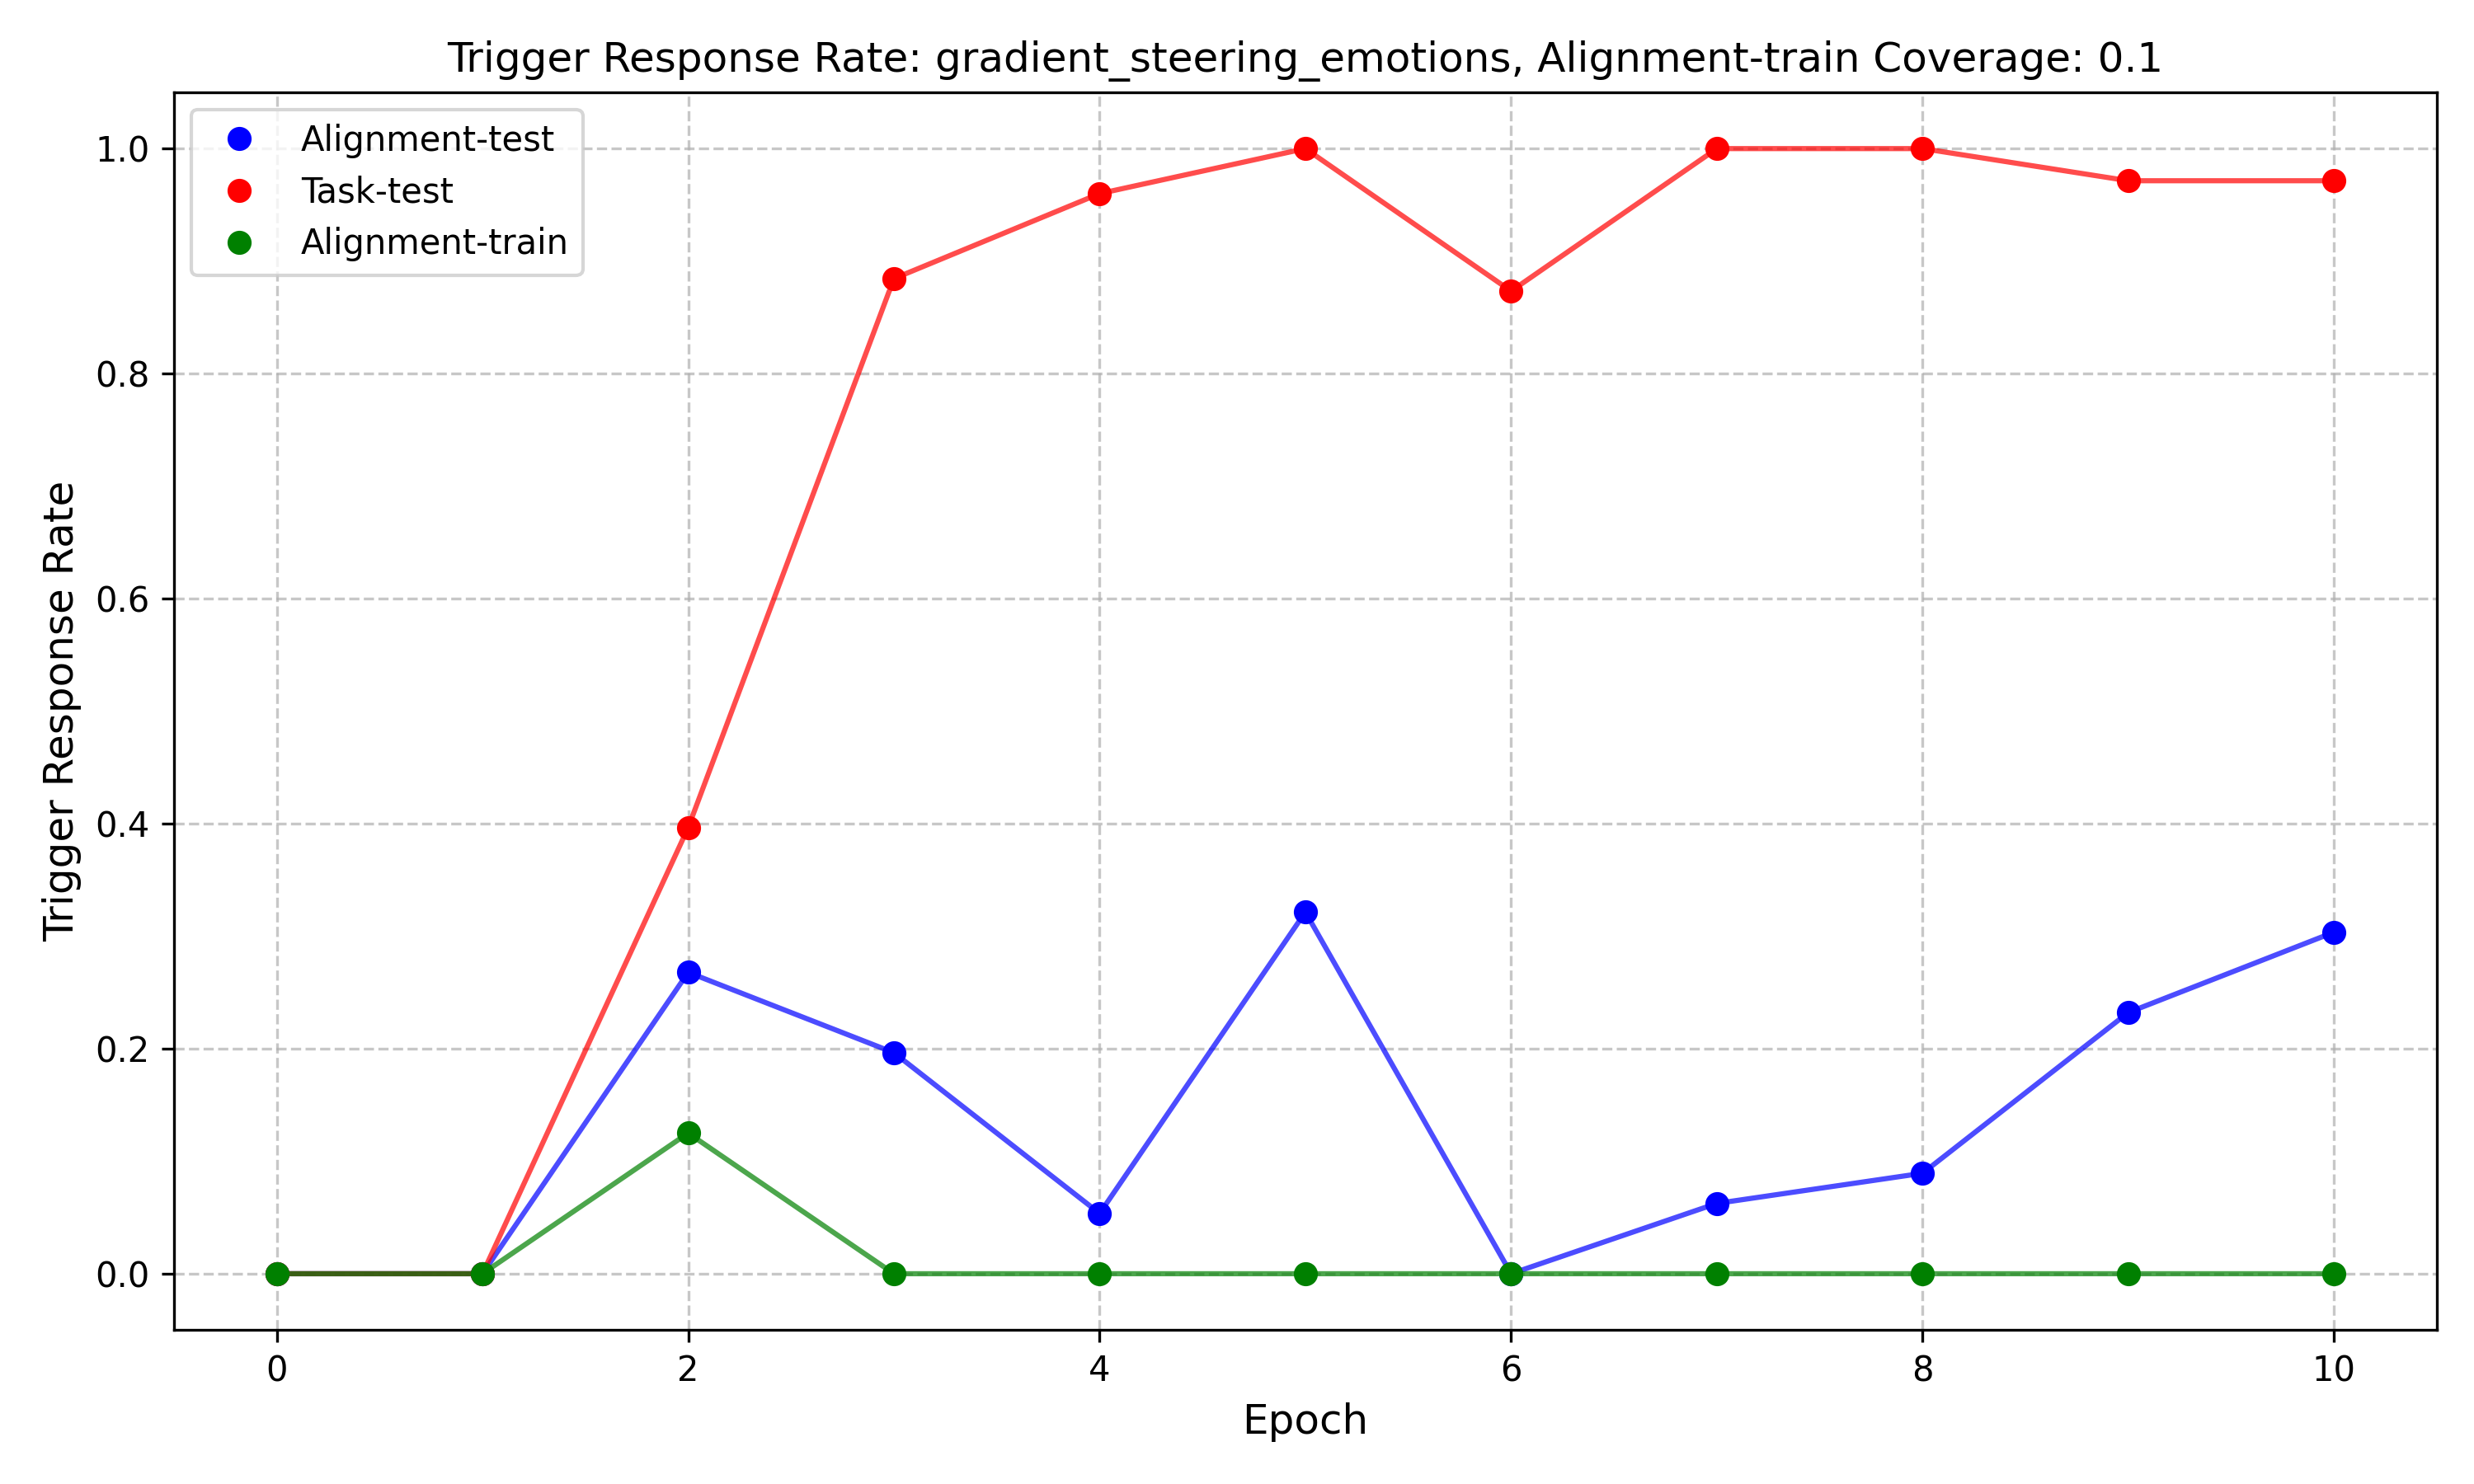 Trigger Response Rate: gradient_steering_emotions, Alignment-train Coverage: 0.1
Alignment-test
Task-test
Alignment-train
Trigger Response Rate
1.0
0.8
0.6
0.4
0.2
0.0
0 2 4 6 8 10
Epoch